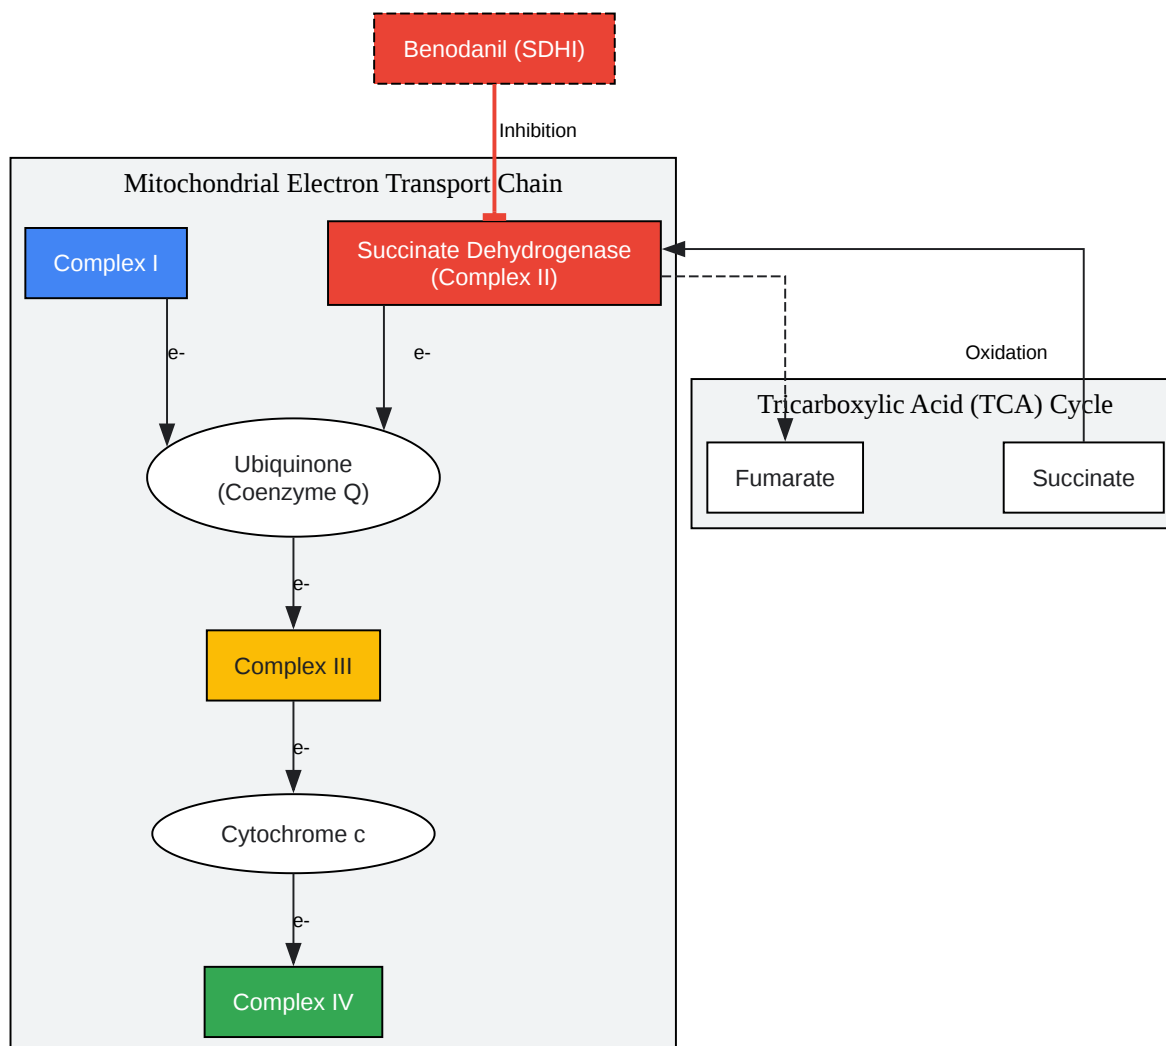 Benodanil (SDHI)
Inhibition
Mitochondrial Electron Transport Chain
Complex I
Succinate Dehydrogenase
(Complex II)
e-
e-
Oxidation
Tricarboxylic Acid (TCA) Cycle
Ubiquinone
(Coenzyme Q)
Fumarate
Succinate
e-
Complex III
e-
Cytochrome c
e-
Complex IV